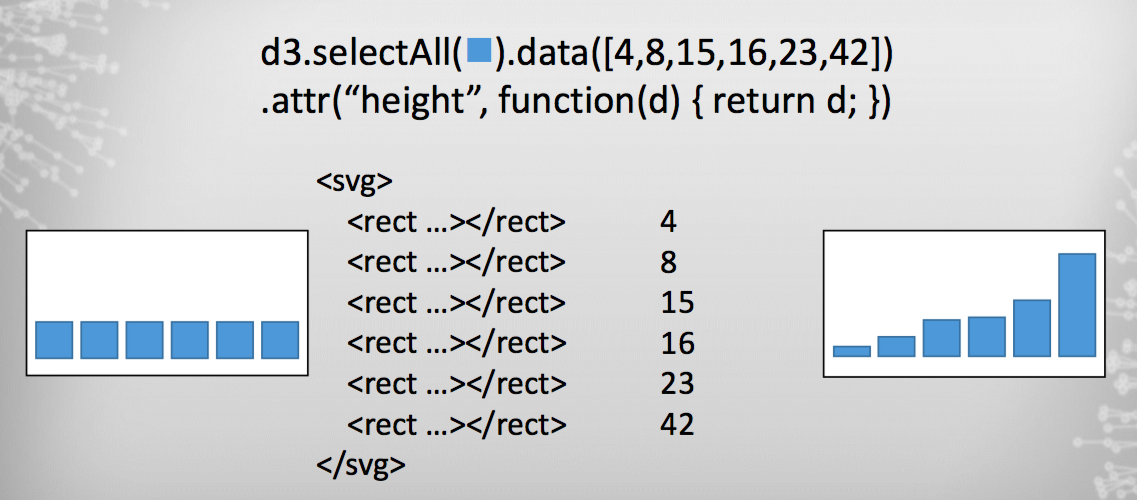 d3.selectAll(■).data([4,8,15,16,23,42])
.attr(“height”, function(d) { return d; })
<svg>
<rect ...></rect> 4
<rect ...></rect> 8
<rect ...></rect> 15
<rect ...></rect> 16
<rect ...></rect> 23
<rect ...></rect> 42
</svg>